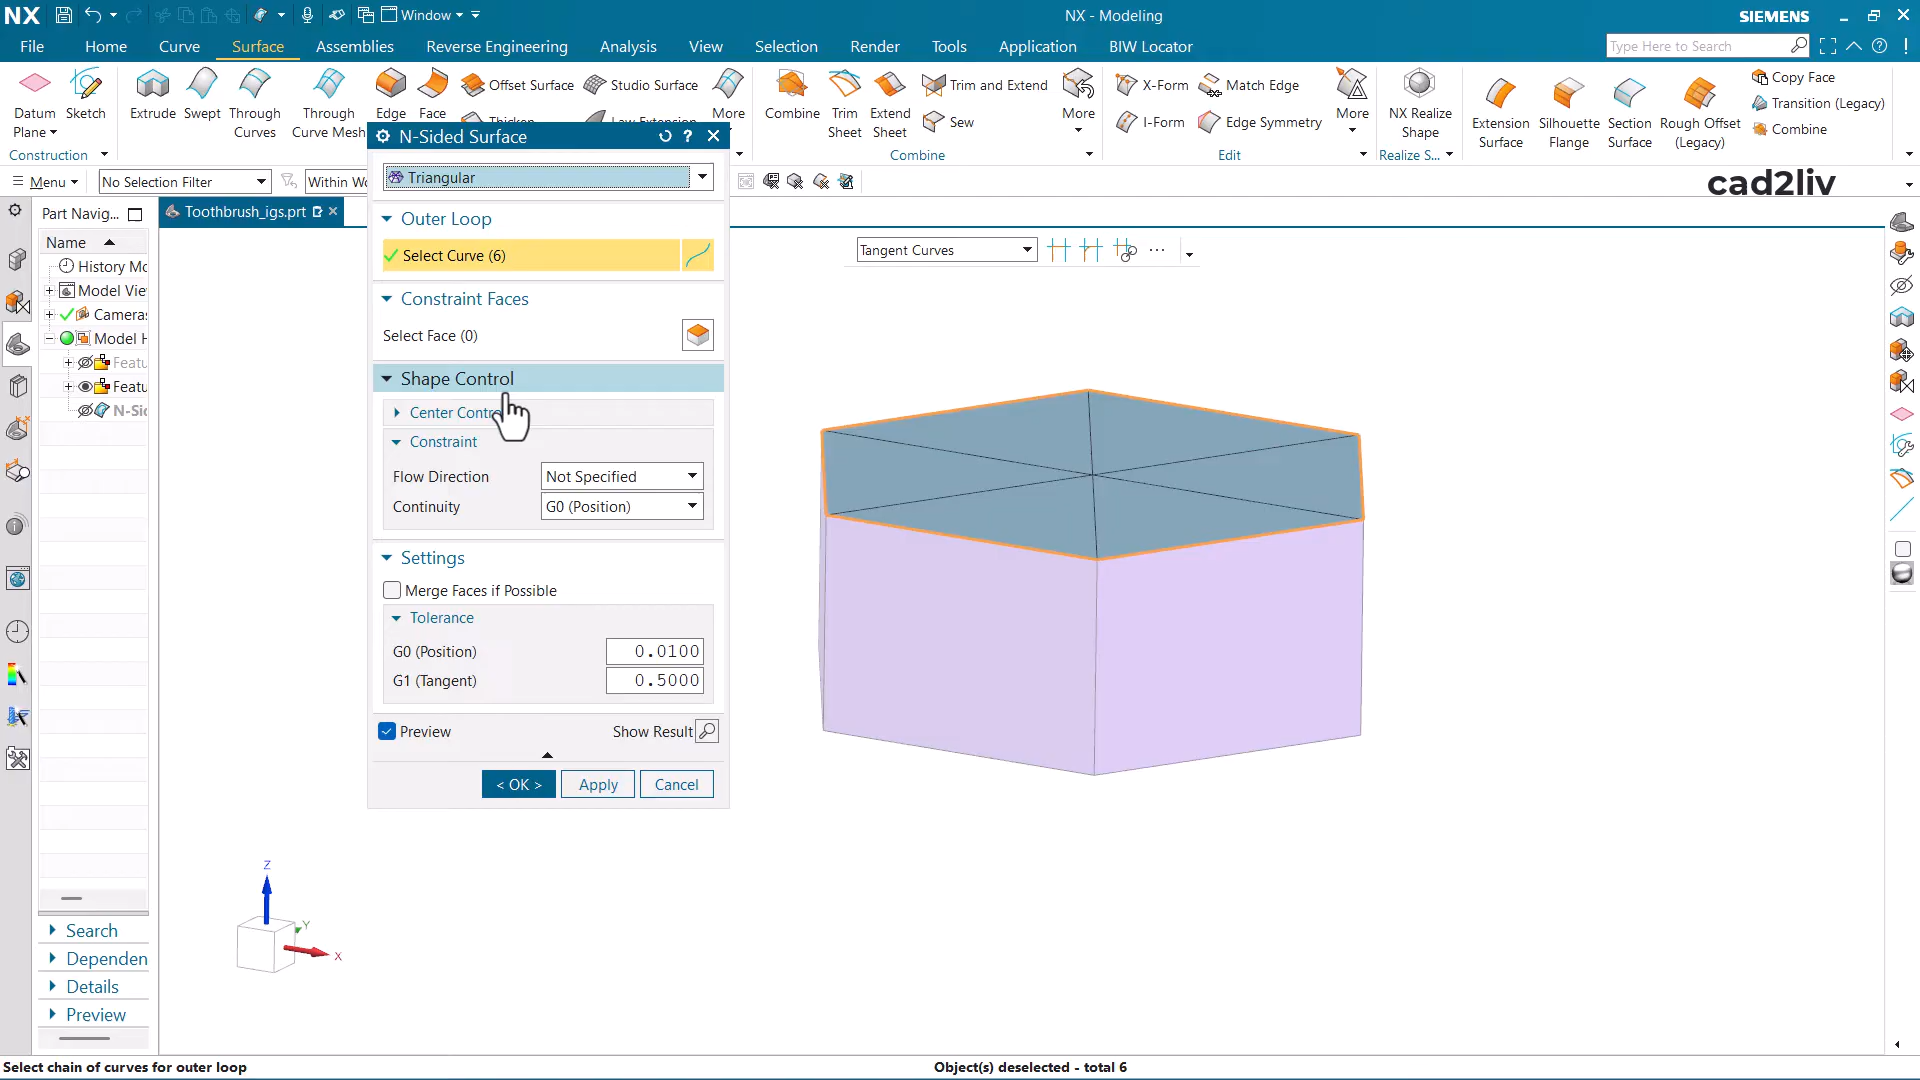 NX
Window
NX - Modeling
SIEMENS
File
Home
Curve
Surface
Assemblies
Reverse Engineering
Analysis
View
Selection
Render
Tools
Application
BIW Locator
Type Here to Search
Datum
Plane
Sketch
Extrude
Swept
Through
Curves
Through
Curve Mesh
Edge
Face
Offset Surface
Studio Surface
Thicken
Law Extension
More
Combine
Trim
Sheet
Extend
Sheet
Trim and Extend
Sew
More
X-Form
Match Edge
I-Form
Edge Symmetry
More
NX Realize
Shape
Extension
Surface
Silhouette
Flange
Section
Surface
Rough Offset
(Legacy)
Copy Face
Transition (Legacy)
Combine
Construction
Combine
Edit
Realize S...
Menu
No Selection Filter
Within Wo
cad2liv
Part Navig...
Toothbrush_igs.prt
Name
History Mo
Model Vie
Cameras
Model H
Featu
Featu
N-Sid
Search
Dependen
Details
Preview
N-Sided Surface
Triangular
Outer Loop
Select Curve (6)
Constraint Faces
Select Face (0)
Shape Control
Center Contro
Constraint
Flow Direction
Not Specified
Continuity
G0 (Position)
Settings
Merge Faces if Possible
Tolerance
G0 (Position)
0.0100
G1 (Tangent)
0.5000
Preview
Show Result
< OK >
Apply
Cancel
Tangent Curves
Z
Y
X
Select chain of curves for outer loop
Object(s) deselected - total 6